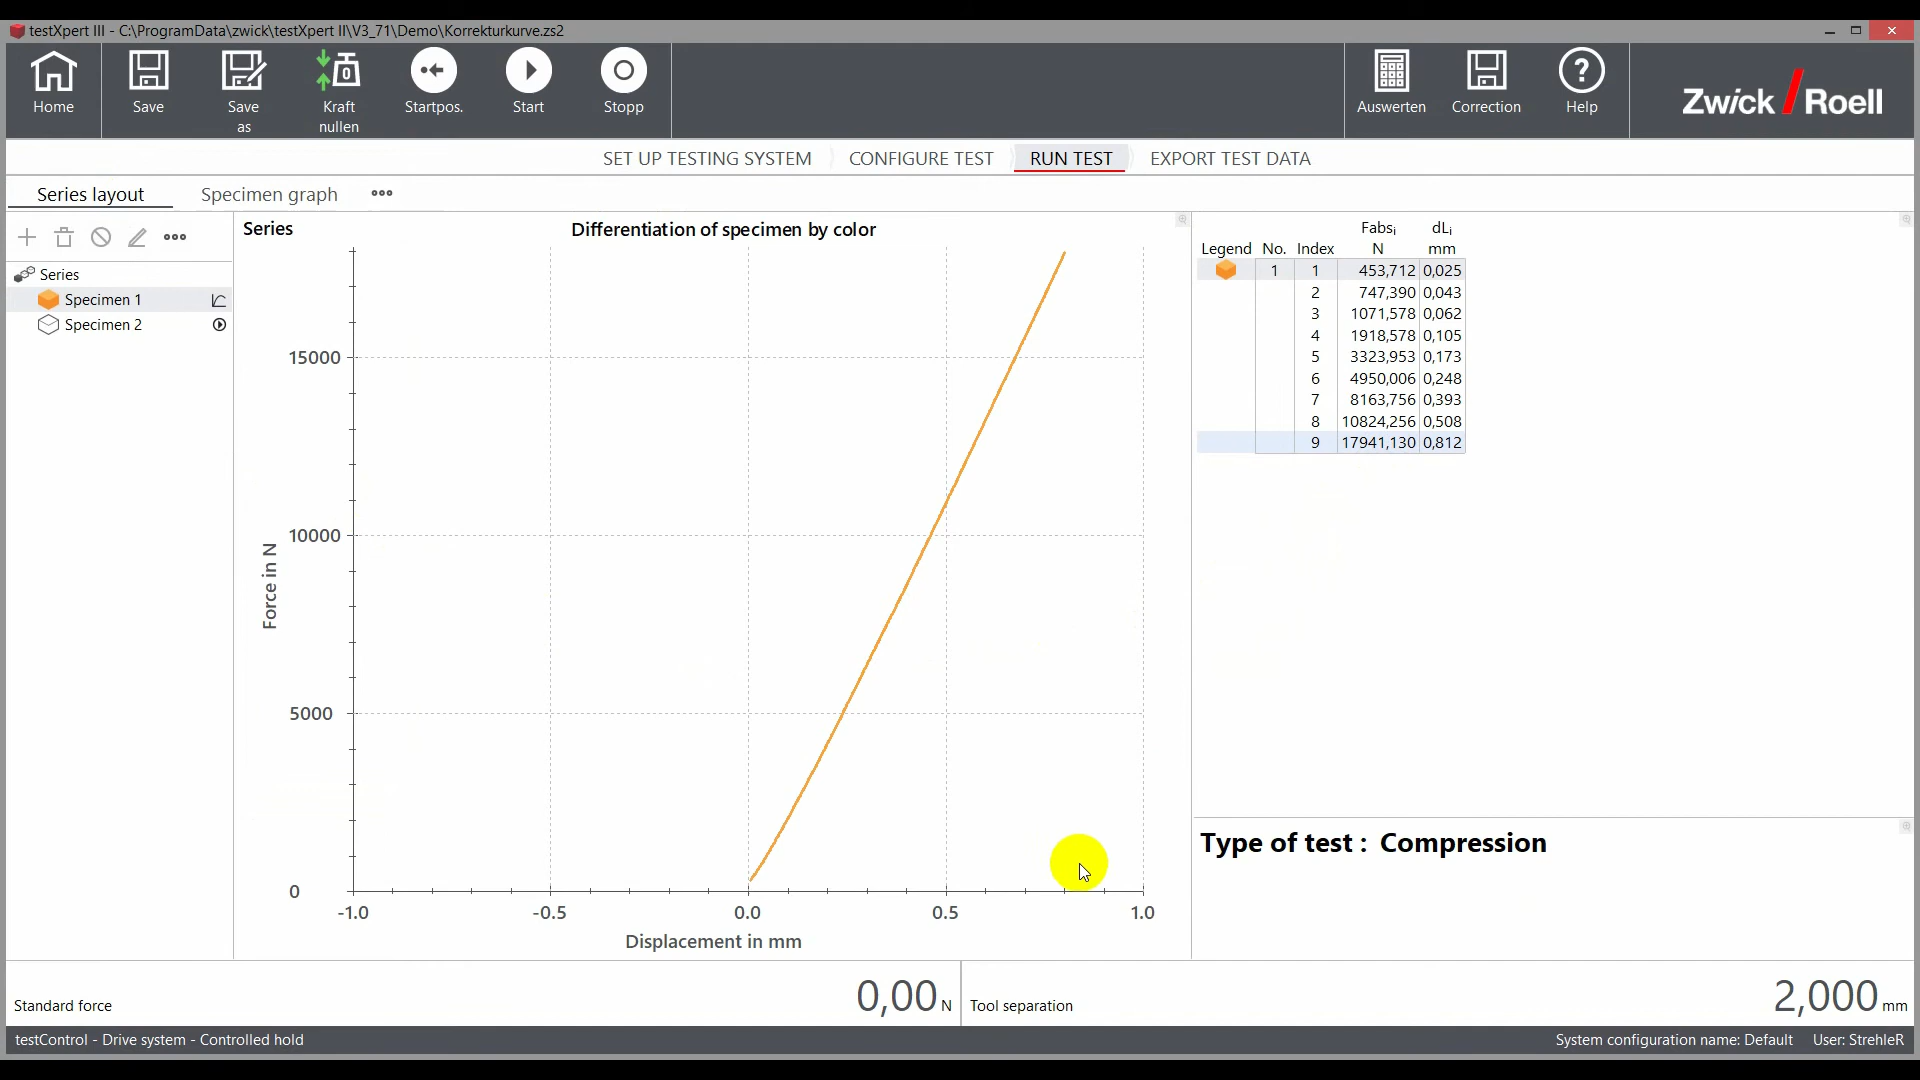 testXpert III - C:\ProgramData\zwick\testXpert II\V3_71\Demo\Korrekturkurve.zs2
Home
Save
Save as
Kraft nullen
Startpos.
Start
Stopp
Auswerten
Correction
Help
Zwick / Roell
SET UP TESTING SYSTEM
CONFIGURE TEST
RUN TEST
EXPORT TEST DATA
Series layout
Specimen graph
Series
Specimen 1
Specimen 2
Series
Differentiation of specimen by color
15000
10000
5000
0
Force in N
-1.0 -0.5 0.0 0.5 1.0
Displacement in mm
Fabsi dLi
Legend No. Index N mm
1 1 453,712 0,025
2 747,390 0,043
3 1071,578 0,062
4 1918,578 0,105
5 3323,953 0,173
6 4950,006 0,248
7 8163,756 0,393
8 10824,256 0,508
9 17941,130 0,812
Type of test : Compression
Standard force 0,00 N
Tool separation 2,000 mm
testControl - Drive system - Controlled hold
System configuration name: Default User: StrehleR